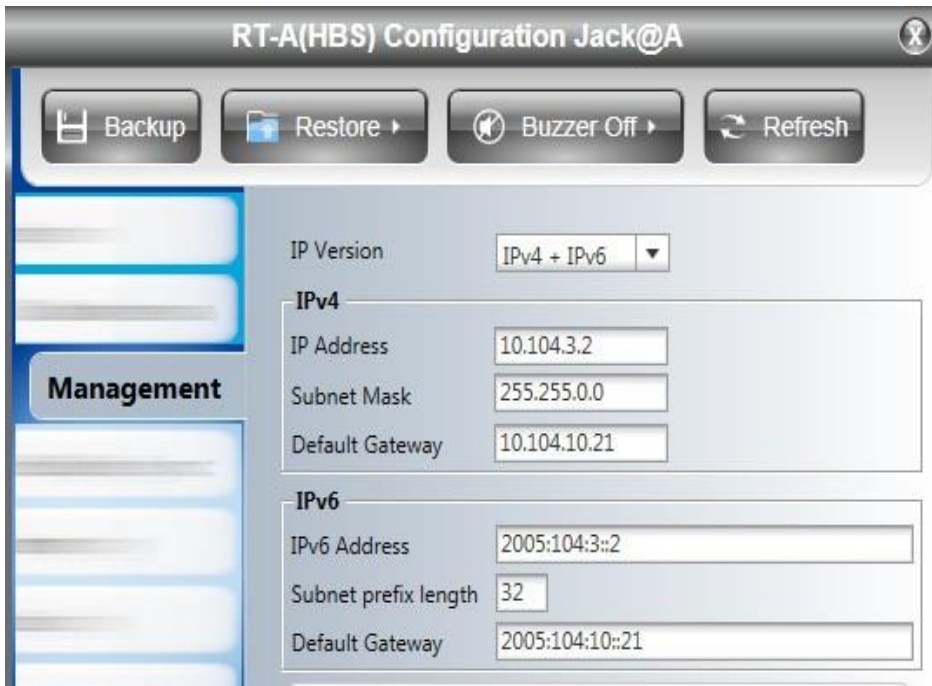 RT-A(HBS) Configuration Jack@A
X
Backup
Restore
Buzzer Off
Refresh
Management
IP Version IPv4 + IPv6
IPv4
IP Address 10.104.3.2
Subnet Mask 255.255.0.0
Default Gateway 10.104.10.21
IPv6
IPv6 Address 2005:104:3::2
Subnet prefix length 32
Default Gateway 2005:104:10::21